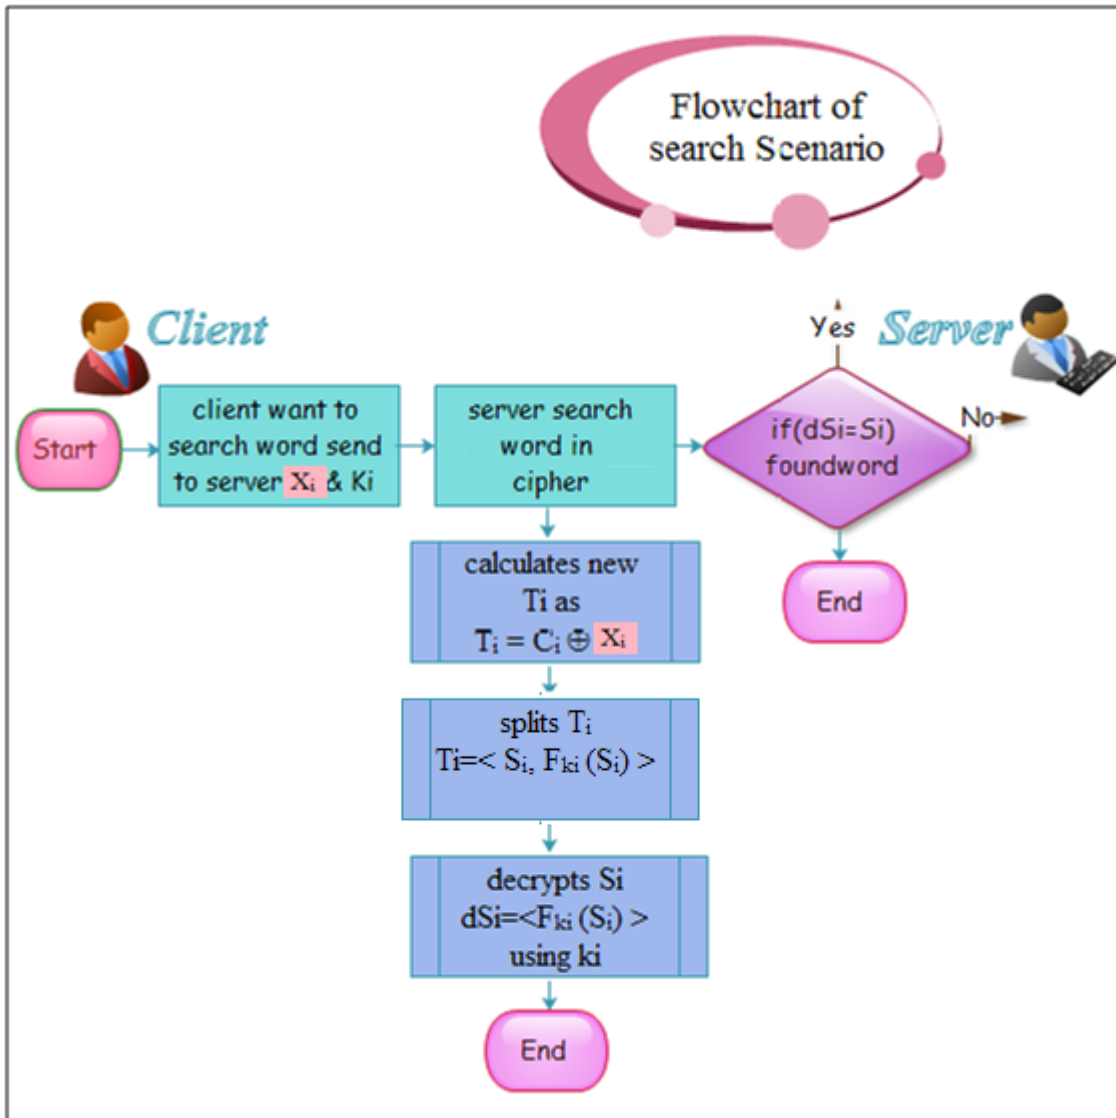 Flowchart of
search Scenario
Client
Yes
Server
Start
client want to
search word send
to server Xᵢ & Ki
server search
word in
cipher
if(dSi=Si)
foundword
No
calculates new
Ti as
Tᵢ = Cᵢ ⊕ Xᵢ
End
splits Tᵢ
Ti=< Sᵢ, Fₖᵢ (Sᵢ) >
decrypts Si
dSi=<Fₖᵢ (Sᵢ) >
using ki
End